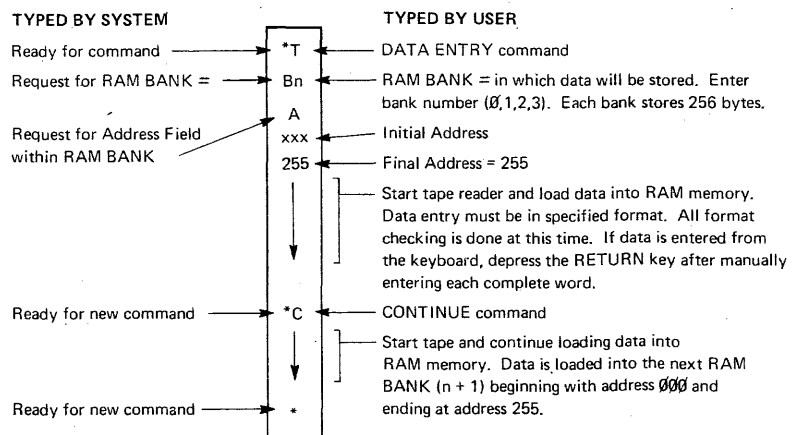 TYPED BY SYSTEM
TYPED BY USER
Ready for command
*T
DATA ENTRY command
Request for RAM BANK =
Bn
RAM BANK = in which data will be stored. Enter
bank number (Ø,1,2,3). Each bank stores 256 bytes.
A
Request for Address Field
within RAM BANK
xxx
Initial Address
255
Final Address = 255
Start tape reader and load data into RAM memory.
Data entry must be in specified format. All format
checking is done at this time. If data is entered from
the keyboard, depress the RETURN key after manually
entering each complete word.
Ready for new command
*C
CONTINUE command
Start tape and continue loading data into
RAM memory. Data is loaded into the next RAM
BANK (n + 1) beginning with address ØØØ and
ending at address 255.
Ready for new command
*